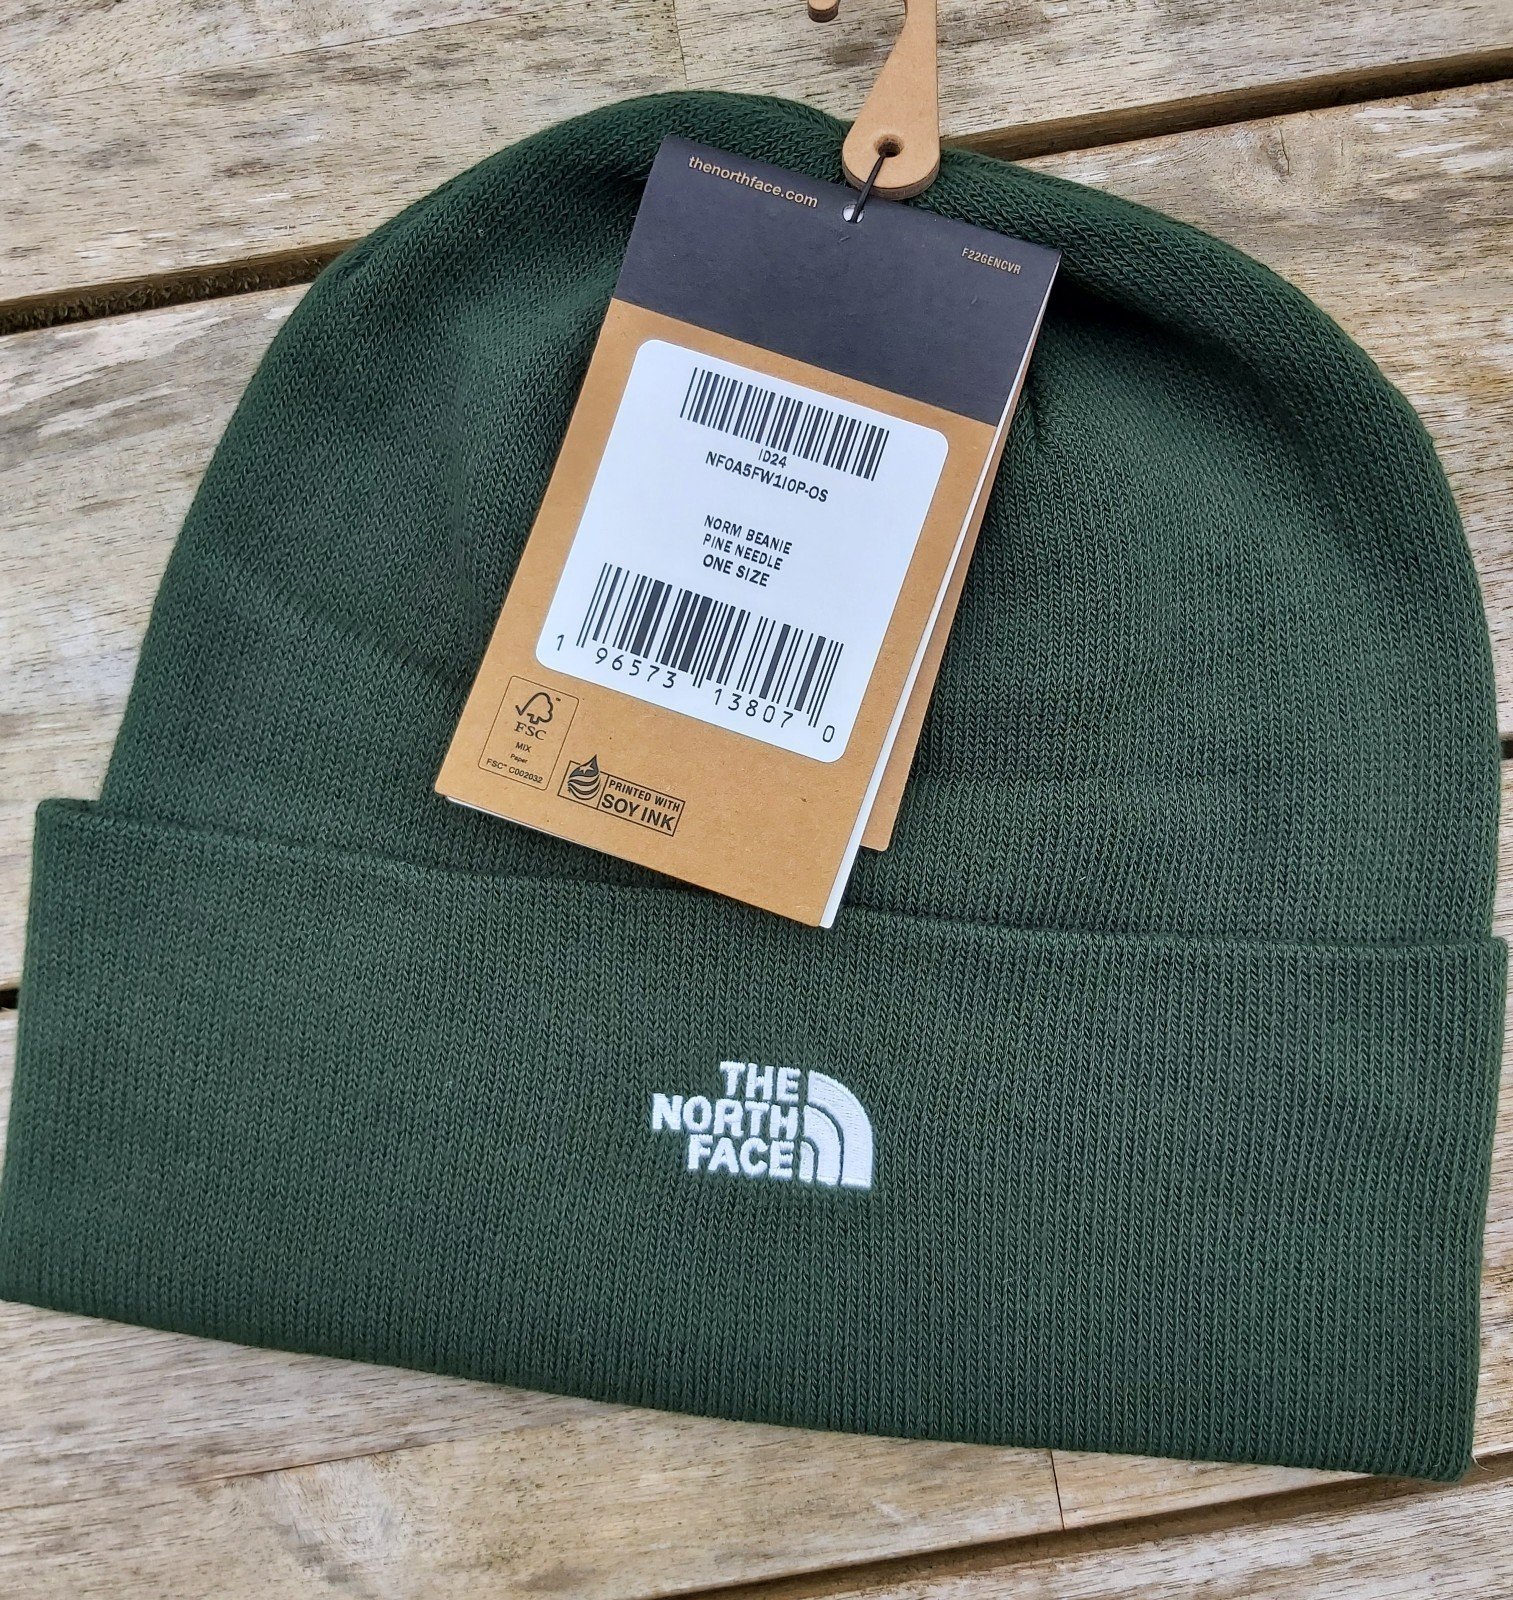 thenorthface.com
F22GENCVR
ID24
NF0A5FW1I0P-OS
NORM BEANIE
PINE NEEDLE
ONE SIZE
1 96573 13807 0
FSC
MIX
Paper
FSC™ C002032
PRINTED WITH
SOY INK
THE
NORTH
FACE